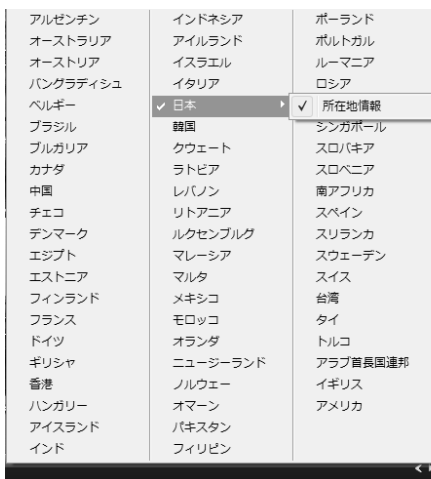 アルゼンチン
オーストラリア
オーストリア
バングラディシュ
ベルギー
ブラジル
ブルガリア
カナダ
中国
チェコ
デンマーク
エジプト
エストニア
フィンランド
フランス
ドイツ
ギリシャ
香港
ハンガリー
アイスランド
インド
インドネシア
アイルランド
イスラエル
イタリア
日本
韓国
クウェート
ラトビア
レバノン
リトアニア
ルクセンブルグ
マレーシア
マルタ
メキシコ
モロッコ
オランダ
ニュージーランド
ノルウェー
オマーン
パキスタン
フィリピン
ポーランド
ポルトガル
ルーマニア
ロシア
所在地情報
シンガポール
スロバキア
スロベニア
南アフリカ
スペイン
スリランカ
スウェーデン
スイス
台湾
タイ
トルコ
アラブ首長国連邦
イギリス
アメリカ